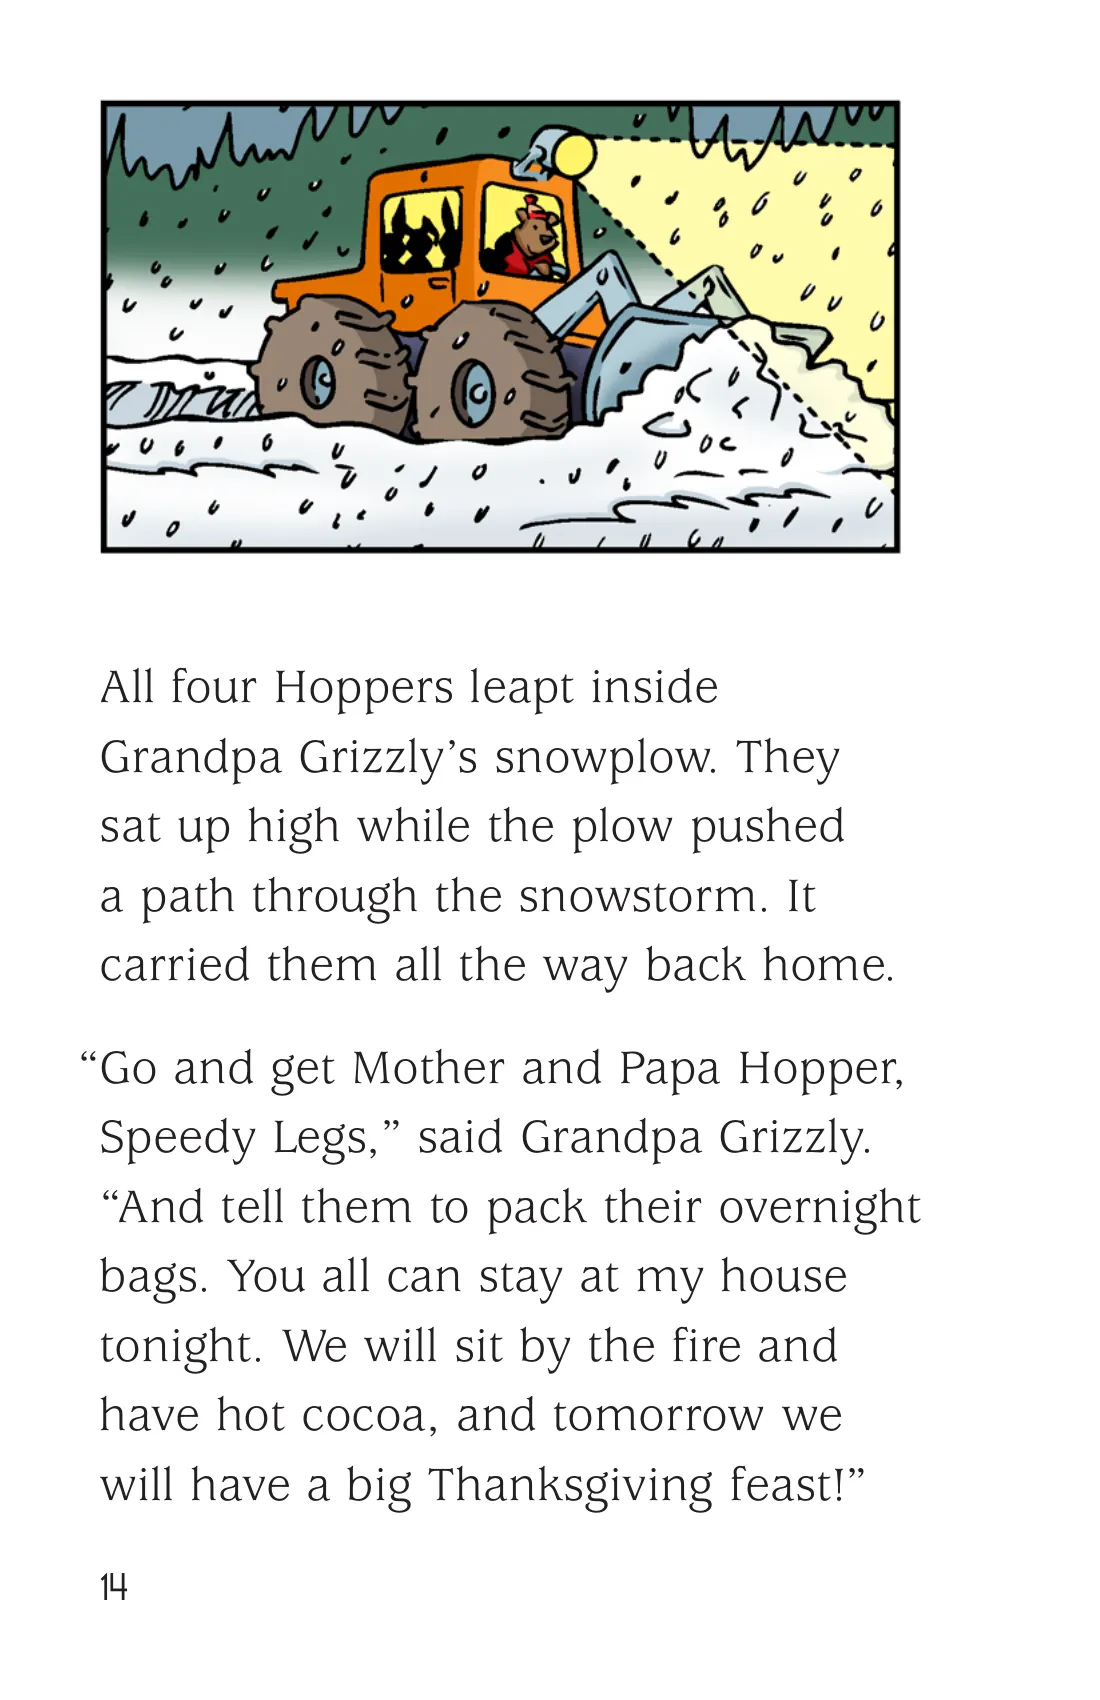 All four Hoppers leapt inside
Grandpa Grizzly’s snowplow. They
sat up high while the plow pushed
a path through the snowstorm. It
carried them all the way back home.
“Go and get Mother and Papa Hopper,
Speedy Legs,” said Grandpa Grizzly.
“And tell them to pack their overnight
bags. You all can stay at my house
tonight. We will sit by the fire and
have hot cocoa, and tomorrow we
will have a big Thanksgiving feast!”
14